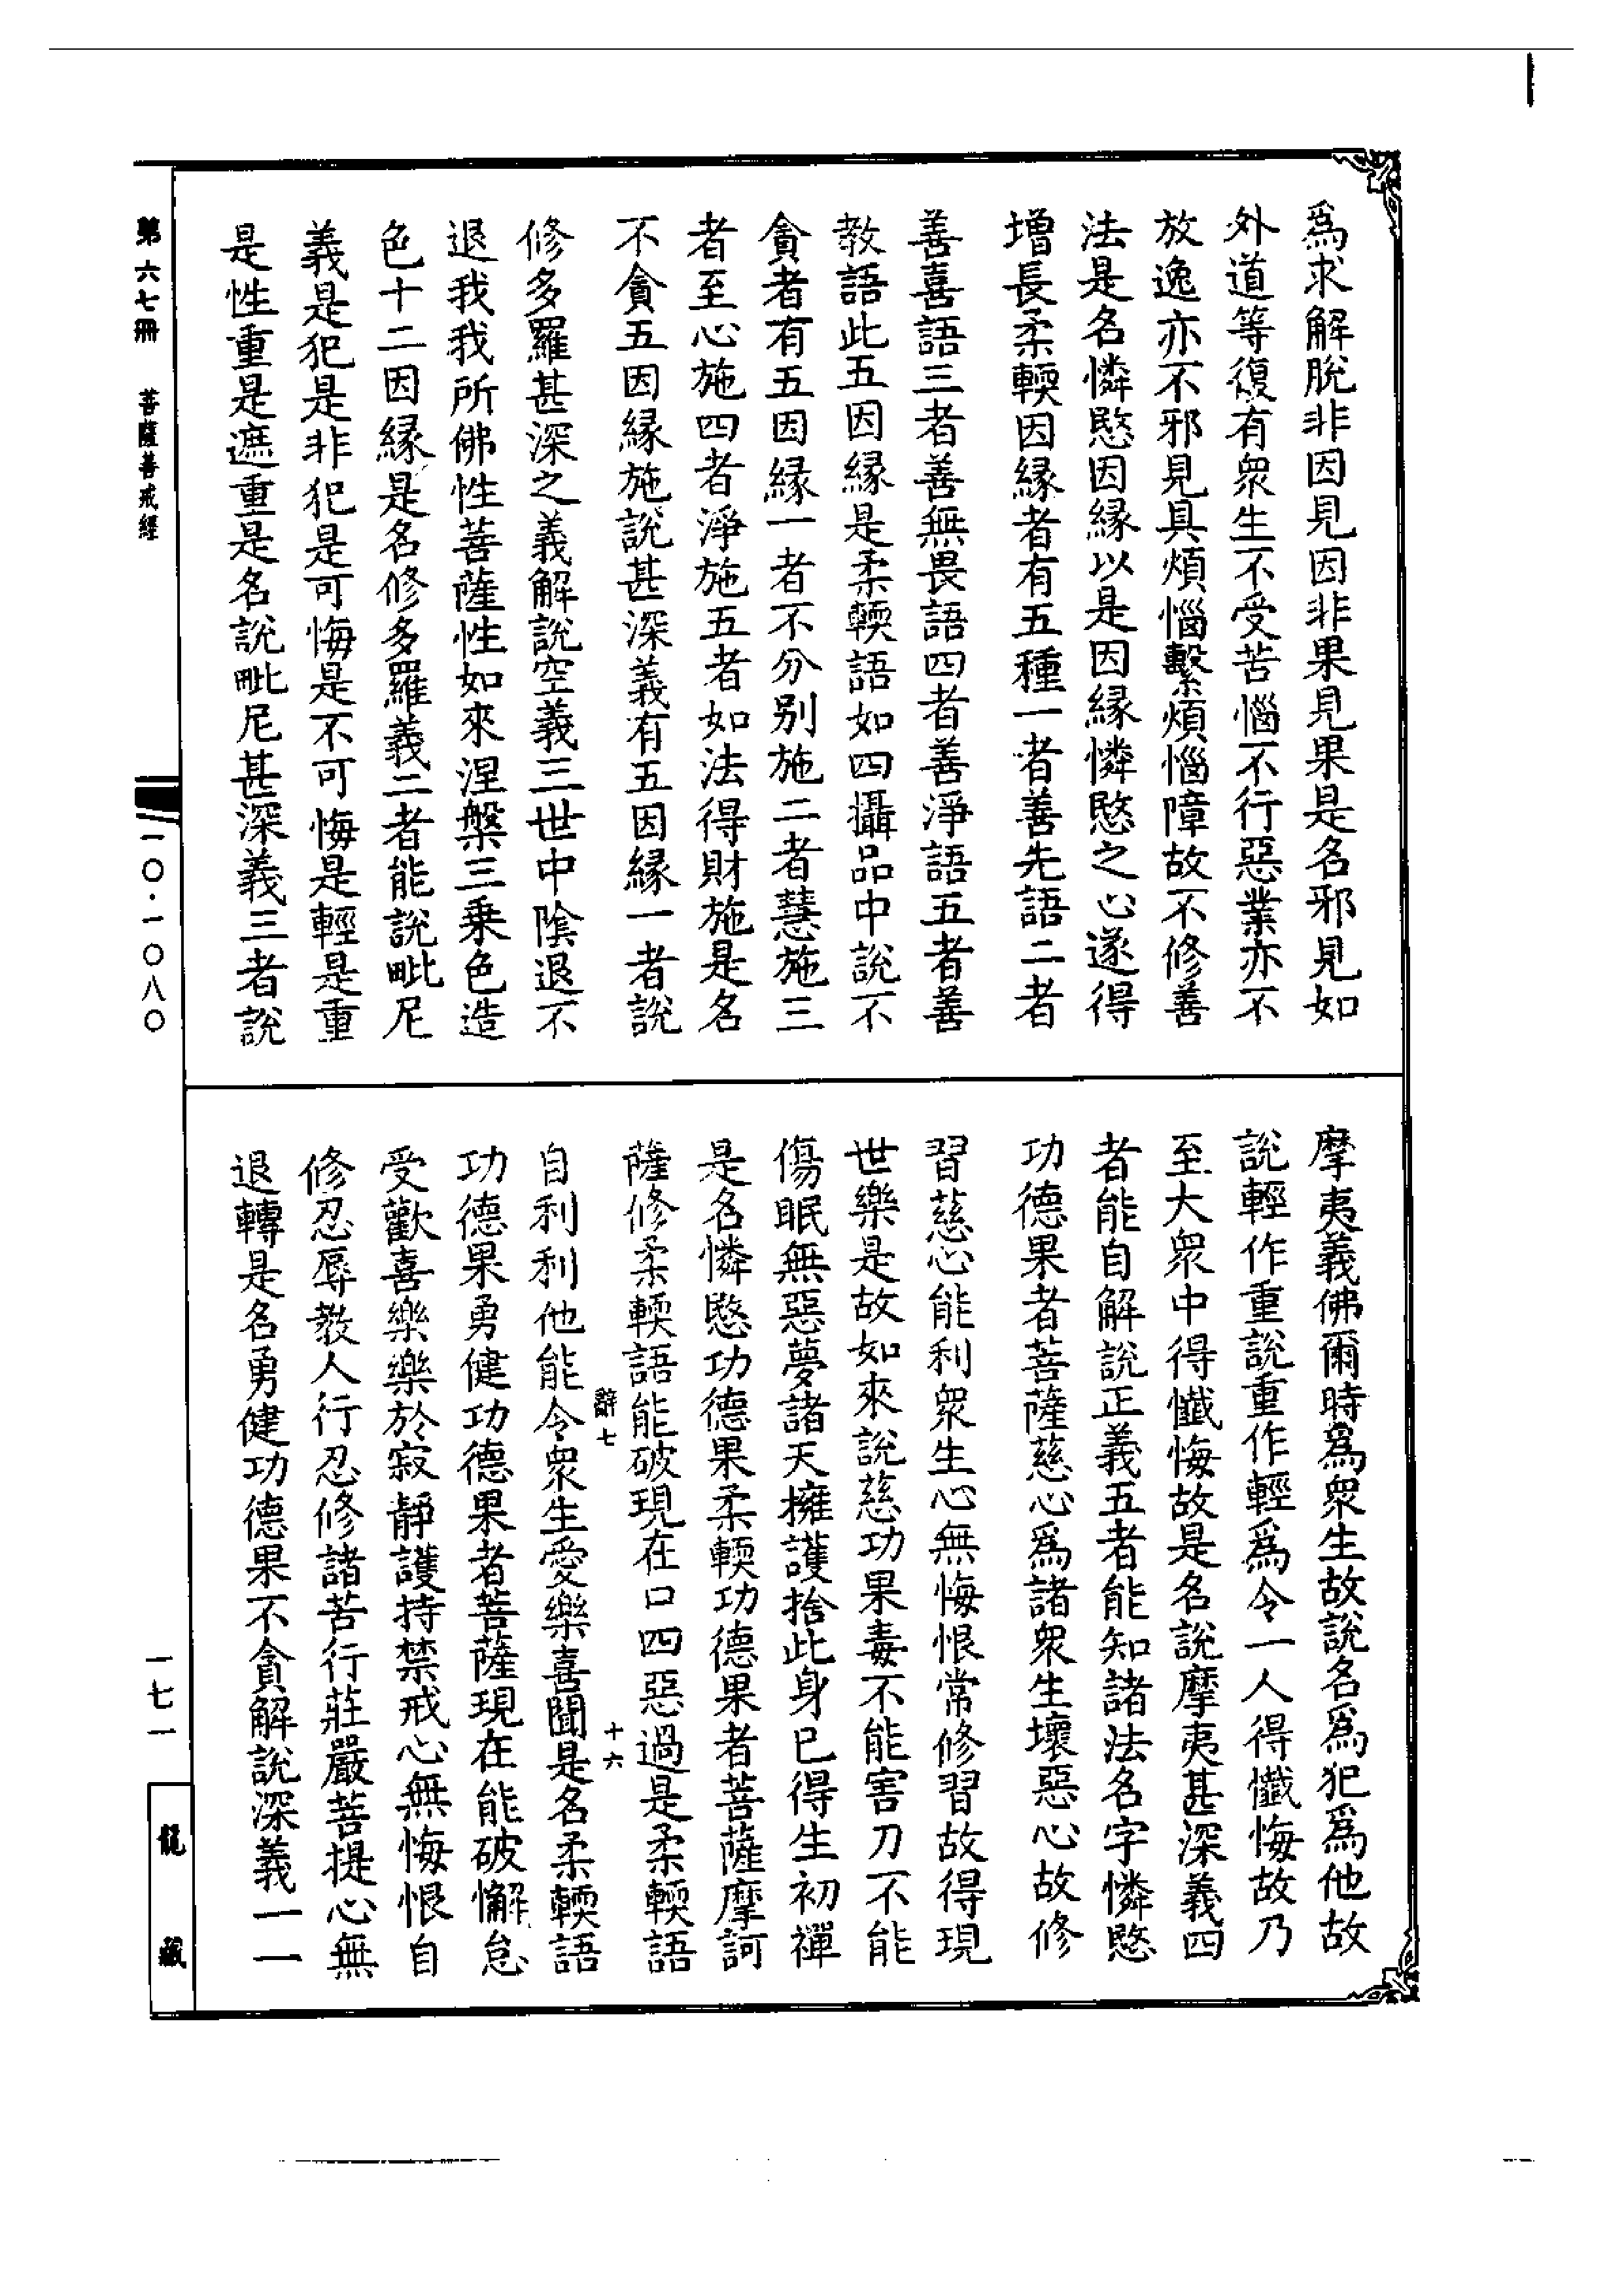 爲求解脫非因見因非果見果是名邪見如
外道等復有衆生不受苦惱不行惡業亦不
放逸亦不邪見具煩惱繫煩惱障故不修善
法是名憐愍因緣以是因緣憐愍之心遂得
增長柔輭因緣者有五種一者善先語二者
善喜語三者善無畏語四者善淨語五者善
教語此五因緣是柔輭語如四攝品中說不
貪者有五因緣一者不分別施二者慧施三
者至心施四者淨施五者如法得財施是名
不貪五因緣施說甚深義有五因緣一者說
修多羅甚深之義解說空義三世中陰退不
退我我所佛性菩薩性如來涅槃三乘色造
色十二因緣是名修多羅義二者能說毗尼
義是犯是非犯是可悔是不可悔是輕是重
是性重是遮重是名說毗尼甚深義三者說
摩夷義佛爾時爲衆生故說名爲犯爲他故
說輕作重說重作輕爲令一人得懺悔故乃
至大衆中得懺悔故是名說摩夷甚深義四
者能自解說正義五者能知諸法名字憐愍
功德果者菩薩慈心爲諸衆生壞惡心故修
習慈心能利衆生心無悔恨常修習故得現
世樂是故如來說慈功果毒不能害刀不能
傷眠無惡夢諸天擁護捨此身已得生初禪
是名憐愍功德果柔輭功德果者菩薩摩訶
薩修柔輭語能破現在口四惡過是柔輭語
辭七 十六
自利利他能令衆生愛樂喜聞是名柔輭語
功德果勇健功德果者菩薩現在能破懈怠
受歡喜樂樂於寂靜護持禁戒心無悔恨自
修忍辱教人行忍修諸苦行莊嚴菩提心無
退轉是名勇健功德果不貪解說深義一一
第六七冊 菩薩善戒經
一〇·一〇八〇
一七一
龍藏